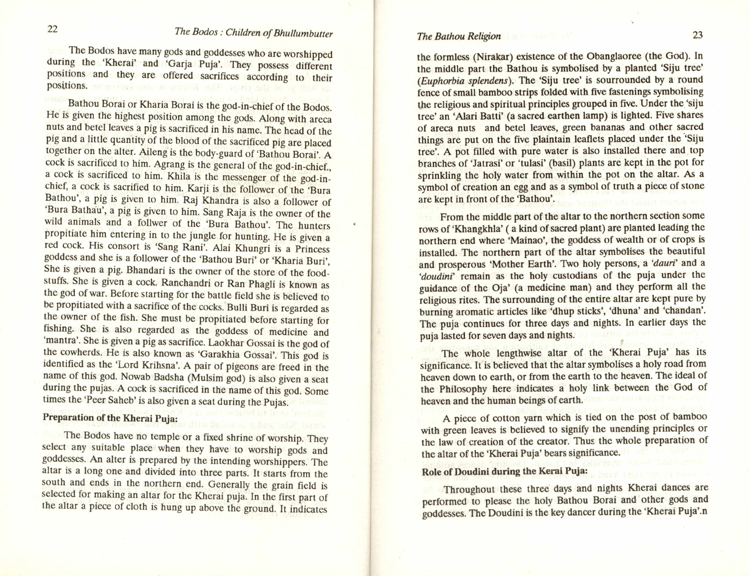 22
The Bodos : Children of Bhullumbutter
The Bodos have many gods and goddesses who are worshipped
during the 'Kherai' and 'Garja Puja'. They possess different
positions and they are offered sacrifices according to their
positions.
Bathou Borai or Kharia Borai is the god-in-chief of the Bodos.
He is given the highest position among the gods. Along with areca
nuts and betel leaves a pig is sacrificed in his name. The head of the
pig and a little quantity of the blood of the sacrificed pig are placed
together on the alter. Aileng is the body-guard of 'Bathou Borai'. A
cock is sacrificed to him. Agrang is the general of the god-in-chief.,
a cock is sacrificed to him. Khila is the messenger of the god-in-
chief, a cock is sacrified to him. Karji is the follower of the 'Bura
Bathou', a pig is given to him. Raj Khandra is also a follower of
'Bura Bathau', a pig is given to him. Sang Raja is the owner of the
wild animals and a follwer of the 'Bura Bathou'. The hunters
propitiate him entering in to the jungle for hunting. He is given a
red cock. His consort is 'Sang Rani'. Alai Khungri is a Princess
goddess and she is a follower of the 'Bathou Buri' or 'Kharia Buri',
She is given a pig. Bhandari is the owner of the store of the food-
stuffs. She is given a cock. Ranchandri or Ran Phagli is known as
the god of war. Before starting for the battle field she is believed to
be propitiated with a sacrifice of the cocks. Bulli Buri is regarded as
the owner of the fish. She must be propitiated before starting for
fishing. She is also regarded as the goddess of medicine and
'mantra'. She is given a pig as sacrifice. Laokhar Gossai is the god of
the cowherds. He is also known as 'Garakhia Gossai'. This god is
identified as the 'Lord Krihsna'. A pair of pigeons are freed in the
name of this god. Nowab Badsha (Mulsim god) is also given a seat
during the pujas. A cock is sacrificed in the name of this god. Some
times the 'Peer Saheb' is also given a seat during the Pujas.
Preparation of the Kherai Puja:
The Bodos have no temple or a fixed shrine of worship. They
select any suitable place when they have to worship gods and
goddesses. An alter is prepared by the intending worshippers. The
altar is a long one and divided into three parts. It starts from the
south and ends in the northern end. Generally the grain field is
selected for making an altar for the Kherai puja. In the first part of
the altar a piece of cloth is hung up above the ground. It indicates
The Bathou Religion
23
the formless (Nirakar) existence of the Obanglaoree (the God). In
the middle part the Bathou is symbolised by a planted 'Siju tree'
(Euphorbia splendens). The 'Siju tree' is sourrounded by a round
fence of small bamboo strips folded with five fastenings symbolising
the religious and spiritual principles grouped in five. Under the 'siju
tree' an 'Alari Batti' (a sacred earthen lamp) is lighted. Five shares
of areca nuts and betel leaves, green bananas and other sacred
things are put on the five plaintain leaflets placed under the 'Siju
tree'. A pot filled with pure water is also installed there and top
branches of 'Jatrasi' or 'tulasi' (basil) plants are kept in the pot for
sprinkling the holy water from within the pot on the altar. As a
symbol of creation an egg and as a symbol of truth a piece of stone
are kept in front of the 'Bathou'.
From the middle part of the altar to the northern section some
rows of 'Khangkhla' ( a kind of sacred plant) are planted leading the
northern end where 'Mainao', the goddess of wealth or of crops is
installed. The northern part of the altar symbolises the beautiful
and prosperous 'Mother Earth'. Two holy persons, a 'dauri' and a
'doudini' remain as the holy custodians of the puja under the
guidance of the Oja' (a medicine man) and they perform all the
religious rites. The surrounding of the entire altar are kept pure by
burning aromatic articles like 'dhup sticks', 'dhuna' and 'chandan'.
The puja continues for three days and nights. In earlier days the
puja lasted for seven days and nights.
The whole lengthwise altar of the 'Kherai Puja' has its
significance. It is believed that the altar symbolises a holy road from
heaven down to earth, or from the earth to the heaven. The ideal of
the Philosophy here indicates a holy link between the God of
heaven and the human beings of earth.
A piece of cotton yarn which is tied on the post of bamboo
with green leaves is believed to signify the unending principles or
the law of creation of the creator. Thus the whole preparation of
the altar of the 'Kherai Puja' bears significance.
Role of Doudini during the Kerai Puja:
Throughout these three days and nights Kherai dances are
performed to please the holy Bathou Borai and other gods and
goddesses. The Doudini is the key dancer during the 'Kherai Puja'.n